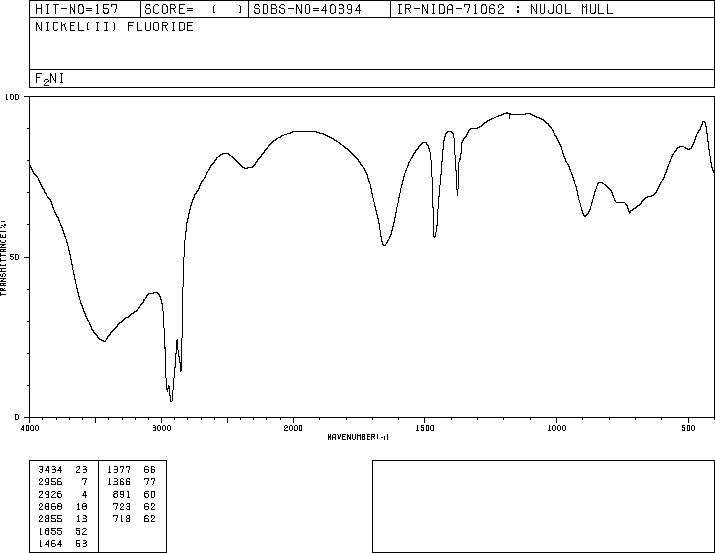 HIT-NO=157 SCORE= ( ) SDBS-NO=40394 IR-NIDA-71062 : NUJOL MULL
NICKEL(II) FLUORIDE
F2NI
100
50
0
TRANSMITTANCE(%)
4000 3000 2000 1500 1000 500
WAVENUMBER(-1)
3434 23 1377 66
2956 7 1366 77
2926 4 891 60
2868 18 723 62
2855 13 718 62
1655 52
1464 53